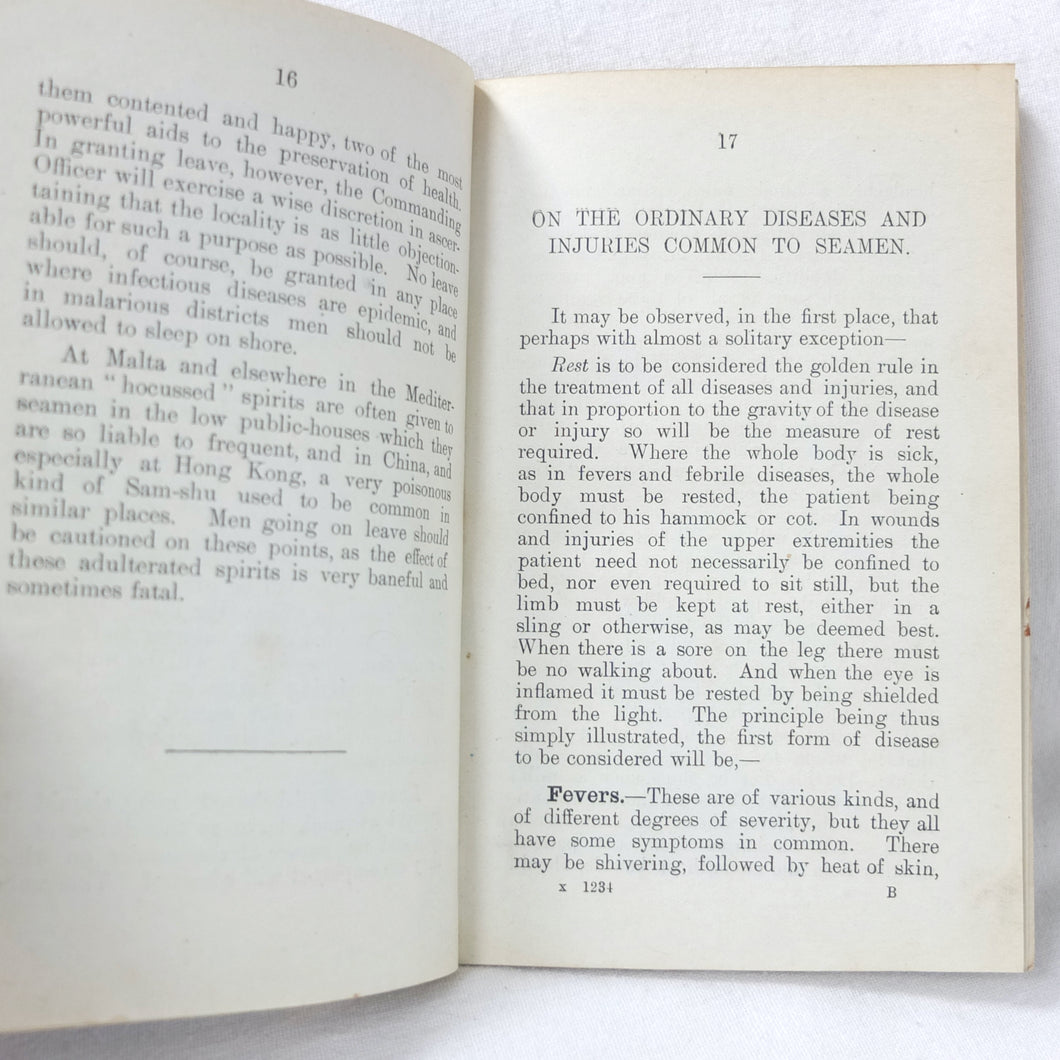 16
them contented and happy, two of the most
powerful aids to the preservation of health.
In granting leave, however, the Commanding
Officer will exercise a wise discretion in ascer-
taining that the locality is as little objection-
able for such a purpose as possible. No leave
should, of course, be granted in any place
where infectious diseases are epidemic, and
in malarious districts men should not be
allowed to sleep on shore.
At Malta and elsewhere in the Mediter-
ranean "hocussed" spirits are often given to
seamen in the low public-houses which they
are so liable to frequent, and in China, and
especially at Hong Kong, a very poisonous
kind of Sam-shu used to be common in
similar places. Men going on leave should
be cautioned on these points, as the effect of
these adulterated spirits is very baneful and
sometimes fatal.
17
ON THE ORDINARY DISEASES AND
INJURIES COMMON TO SEAMEN.
It may be observed, in the first place, that
perhaps with almost a solitary exception—
Rest is to be considered the golden rule in
the treatment of all diseases and injuries, and
that in proportion to the gravity of the disease
or injury so will be the measure of rest
required. Where the whole body is sick,
as in fevers and febrile diseases, the whole
body must be rested, the patient being
confined to his hammock or cot. In wounds
and injuries of the upper extremities the
patient need not necessarily be confined to
bed, nor even required to sit still, but the
limb must be kept at rest, either in a
sling or otherwise, as may be deemed best.
When there is a sore on the leg there must
be no walking about. And when the eye is
inflamed it must be rested by being shielded
from the light. The principle being thus
simply illustrated, the first form of disease
to be considered will be,—
Fevers.—These are of various kinds, and
of different degrees of severity, but they all
have some symptoms in common. There
may be shivering, followed by heat of skin,
x 1234 B